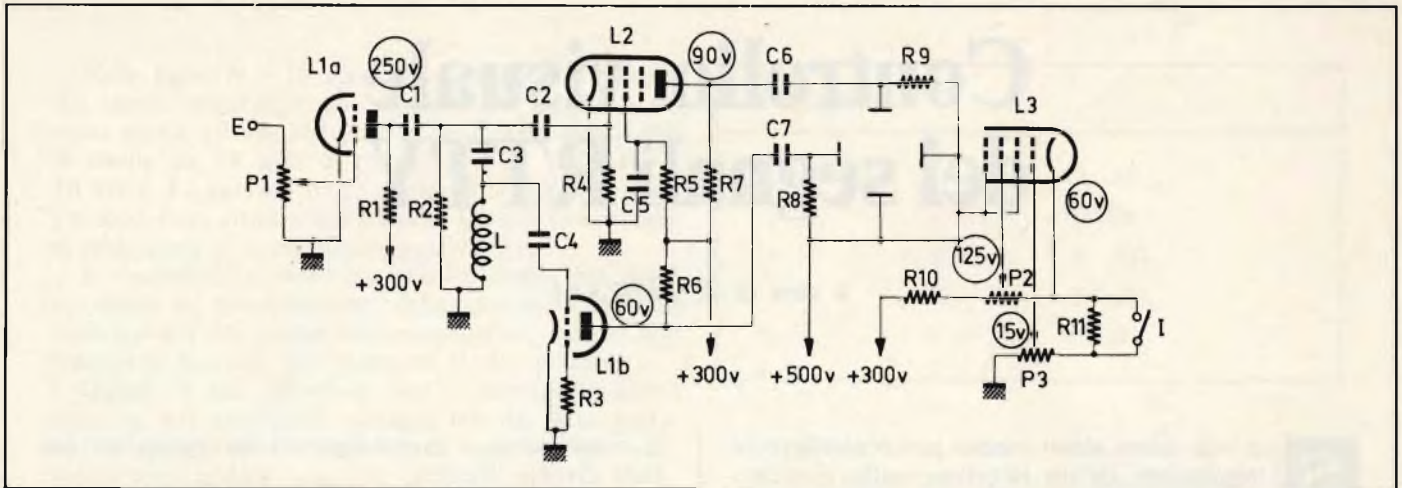 L1a
250v
C1
C2
L2
90v
C6
R9
L3
E
P1
R1
R2
C3
L
C4
R4
C5
R5
R7
C7
R8
60v
125v
+300v
R6
60v
L1b
R3
R10
P2
R11
I
15v
P3
+300v
+500v
+300v